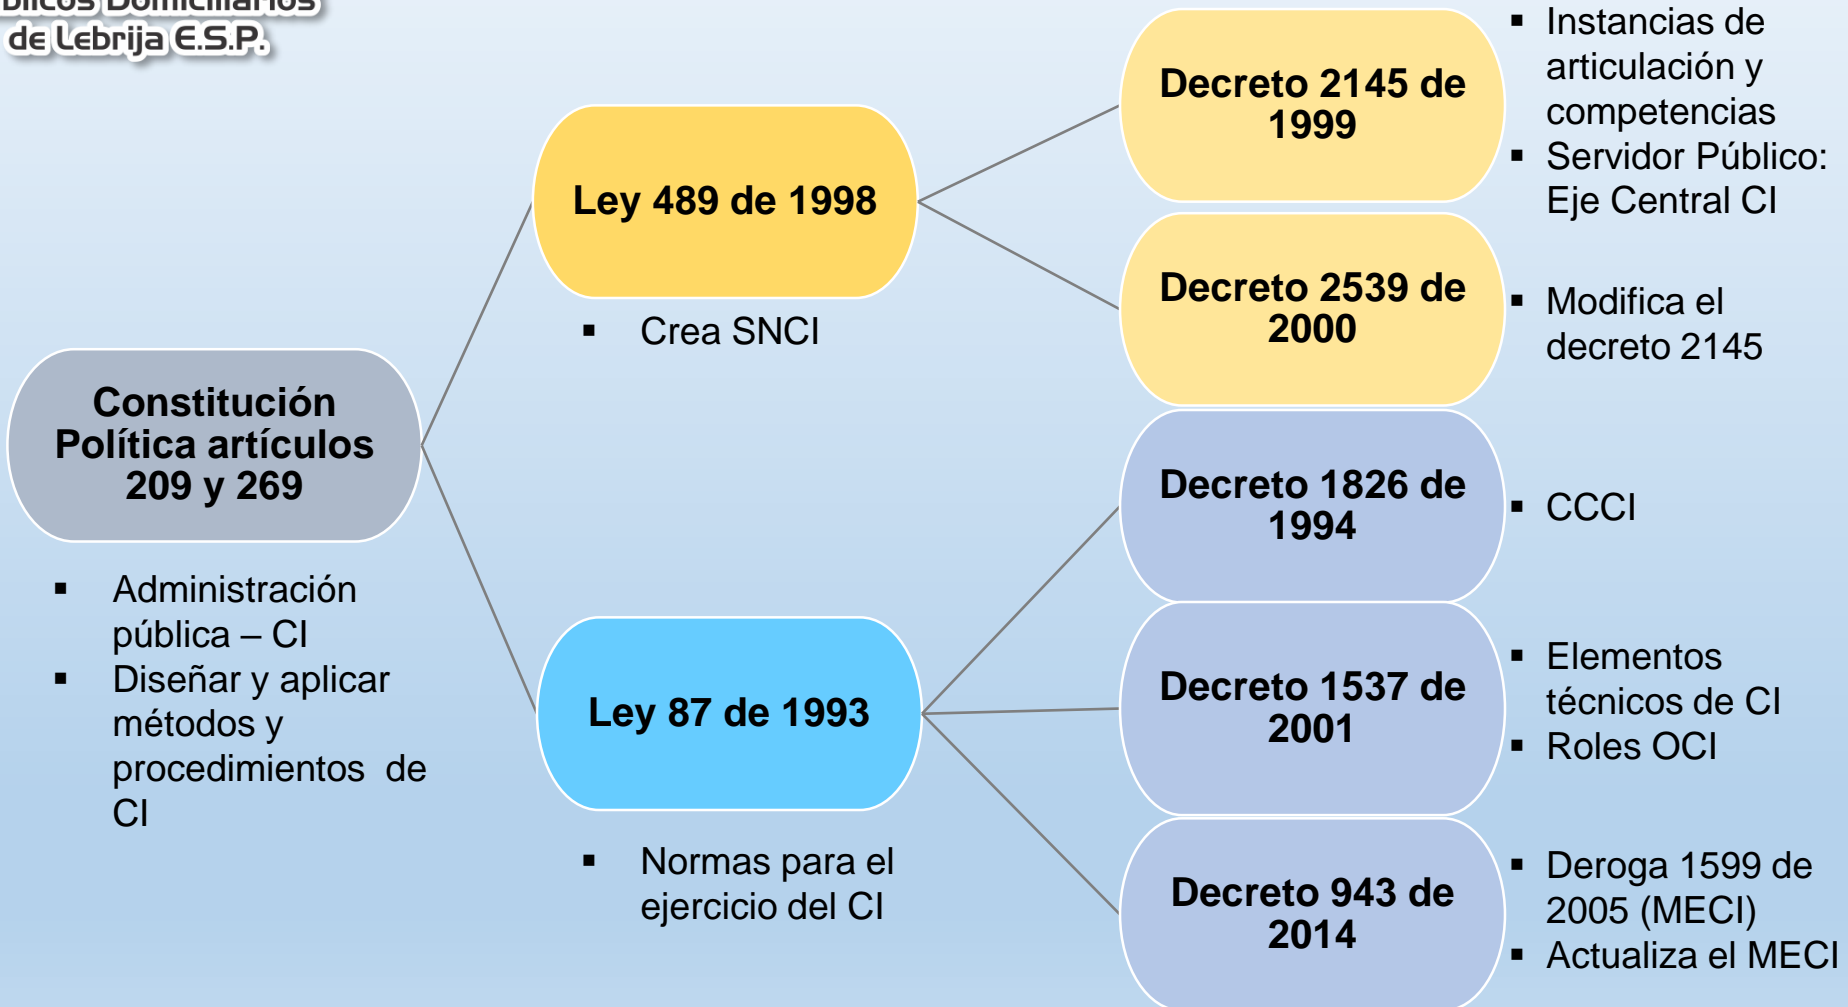 de Lebrija E.S.P.
Constitución
Política artículos
209 y 269
▪ Administración
pública – CI
▪ Diseñar y aplicar
métodos y
procedimientos de
CI
Ley 489 de 1998
▪ Crea SNCI
Decreto 2145 de
1999
▪ Instancias de
articulación y
competencias
▪ Servidor Público:
Eje Central CI
Decreto 2539 de
2000
▪ Modifica el
decreto 2145
Ley 87 de 1993
▪ Normas para el
ejercicio del CI
Decreto 1826 de
1994
▪ CCCI
Decreto 1537 de
2001
▪ Elementos
técnicos de CI
▪ Roles OCI
Decreto 943 de
2014
▪ Deroga 1599 de
2005 (MECI)
▪ Actualiza el MECI